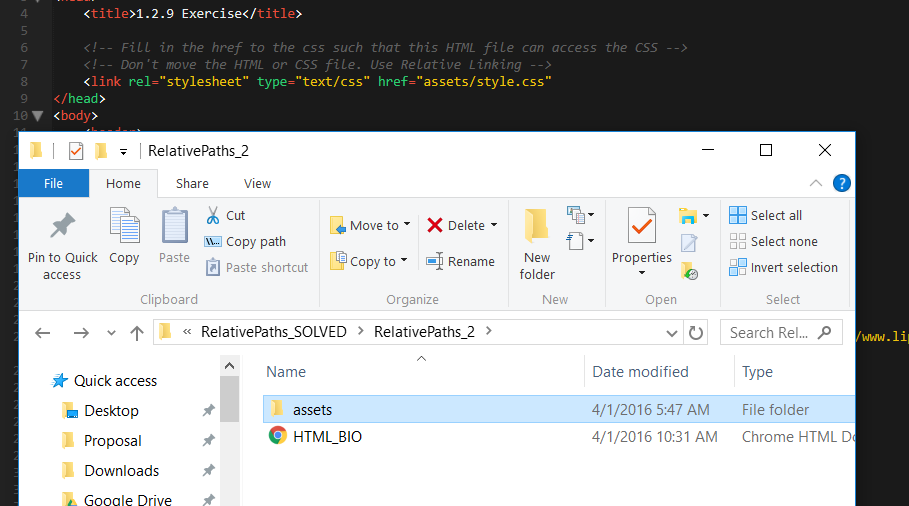 4 <title>1.2.9 Exercise</title>
5
6 <!-- Fill in the href to the css such that this HTML file can access the CSS -->
7 <!-- Don't move the HTML or CSS file. Use Relative Linking -->
8 <link rel="stylesheet" type="text/css" href="assets/style.css"
9 </head>
10 <body>
RelativePaths_2
File Home Share View
Pin to Quick access
Copy
Paste
Cut
Copy path
Paste shortcut
Clipboard
Move to
Copy to
Delete
Rename
Organize
New folder
New
Properties
Open
Select all
Select none
Invert selection
Select
« RelativePaths_SOLVED > RelativePaths_2 >
Search Rel...
/www.lip
Quick access
Desktop
Proposal
Downloads
Google Drive
Name Date modified Type
assets 4/1/2016 5:47 AM File folder
HTML_BIO 4/1/2016 10:31 AM Chrome HTML Do